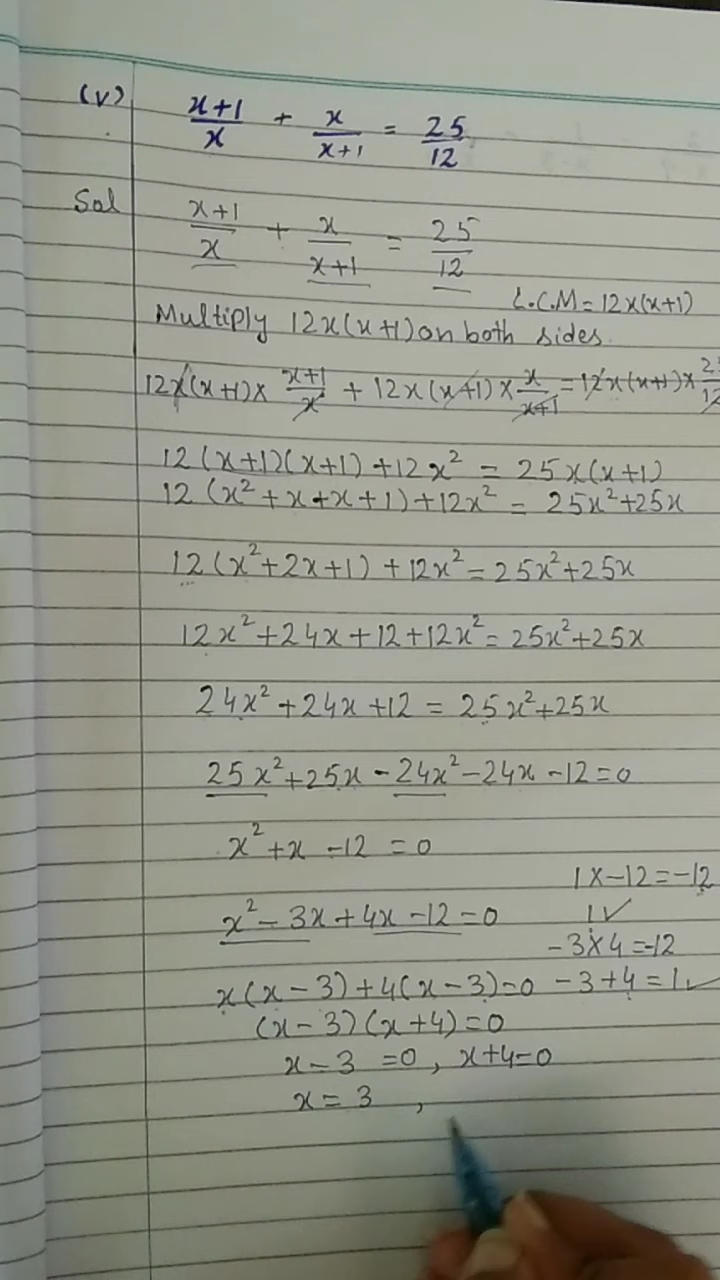 (v) x+1/x + x/x+1 = 25/12
Sol x+1/x + x/x+1 = 25/12
L.C.M = 12x(x+1)
Multiply 12x(x+1) on both sides.
12x(x+1) × x+1/x + 12x(x+1) × x/x+1 = 12x(x+1) × 25/12
12(x+1)(x+1) + 12x² = 25x(x+1)
12(x²+x+x+1)+12x² = 25x²+25x
12(x²+2x+1)+12x² = 25x²+25x
12x²+24x+12+12x² = 25x²+25x
24x²+24x+12 = 25x²+25x
25x²+25x-24x²-24x-12=0
x²+x-12=0
1×-12=-12
x²-3x+4x-12=0 1✓
-3×4=-12
x(x-3)+4(x-3)=0 -3+4=1✓
(x-3)(x+4)=0
x-3=0, x+4=0
x=3 ,